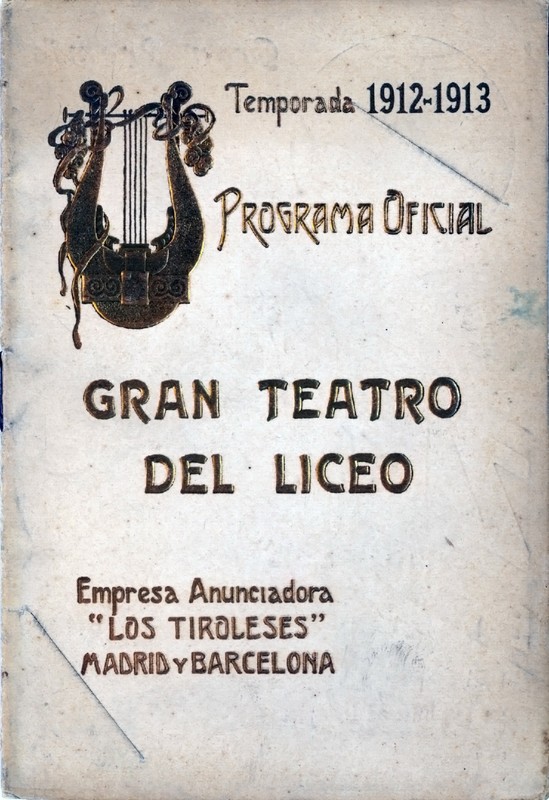 Temporada 1912-1913
PROGRAMA OFICIAL
GRAN TEATRO
DEL LICEO
Empresa Anunciadora
"LOS TIROLESES"
MADRID Y BARCELONA